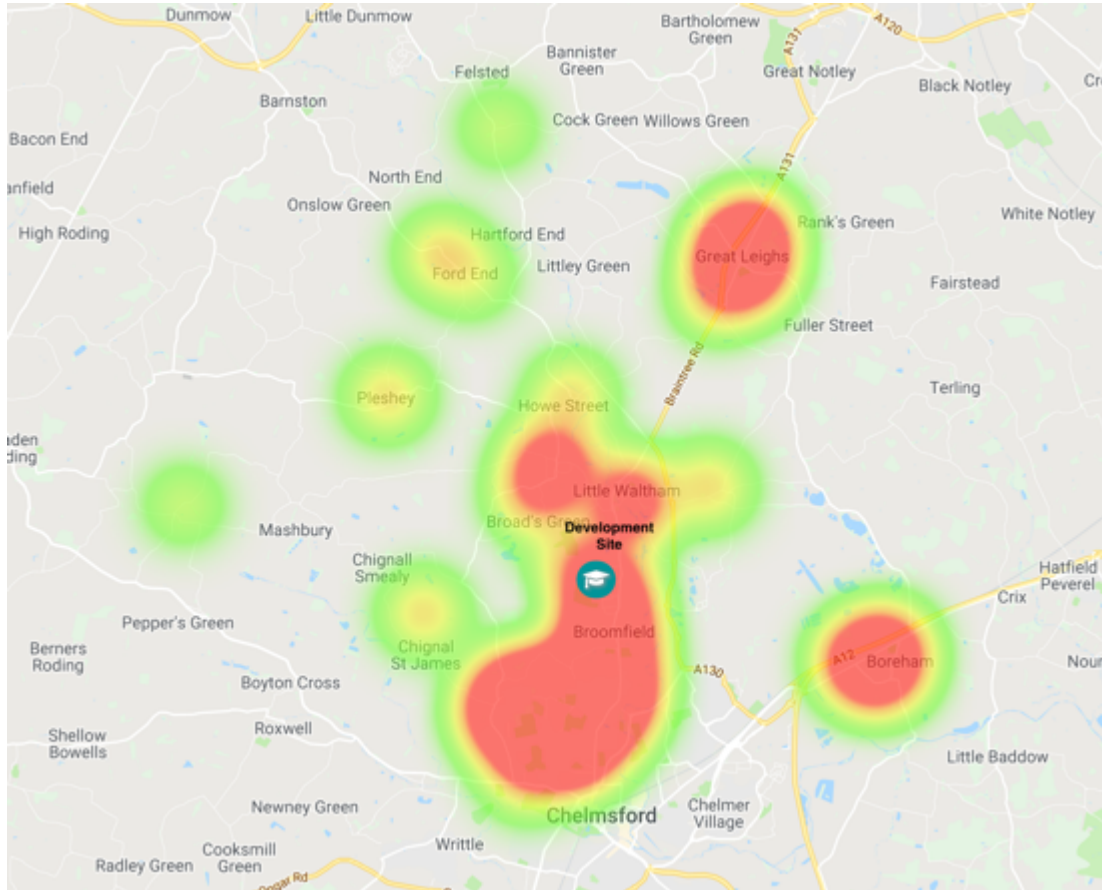 Dunmow
Little Dunmow
Bartholomew
Green
A131
A120
Bannister
Green
Felsted
Great Notley
Black Notley
Barnston
Cock Green
Willows Green
Bacon End
A131
North End
Onslow Green
White Notley
Rank's Green
High Roding
Hartford End
Great Leighs
Littley Green
Ford End
Fairstead
Fuller Street
Braintree Rd
Terling
Pleshey
Howe Street
Little Waltham
Broad's Green
Development
Site
Mashbury
Chignall
Smealy
Hatfield
Peverel
Crix
Pepper's Green
Broomfield
Chignal
St James
Berners
Roding
A12
Boreham
A130
Boyton Cross
Roxwell
Shellow
Bowells
Little Baddow
Newney Green
Chelmsford
Chelmer
Village
Writtle
Cooksmill
Green
Radley Green